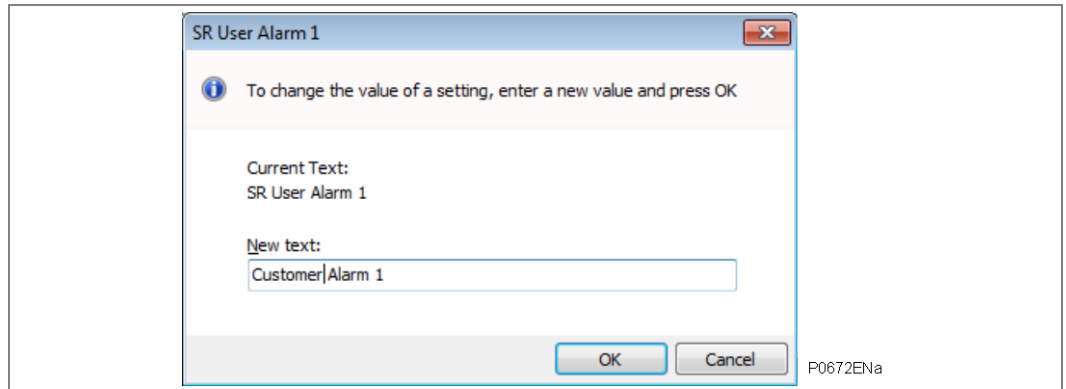 SR User Alarm 1
To change the value of a setting, enter a new value and press OK
Current Text:
SR User Alarm 1
New text:
Customer Alarm 1
OK Cancel
P0672ENa